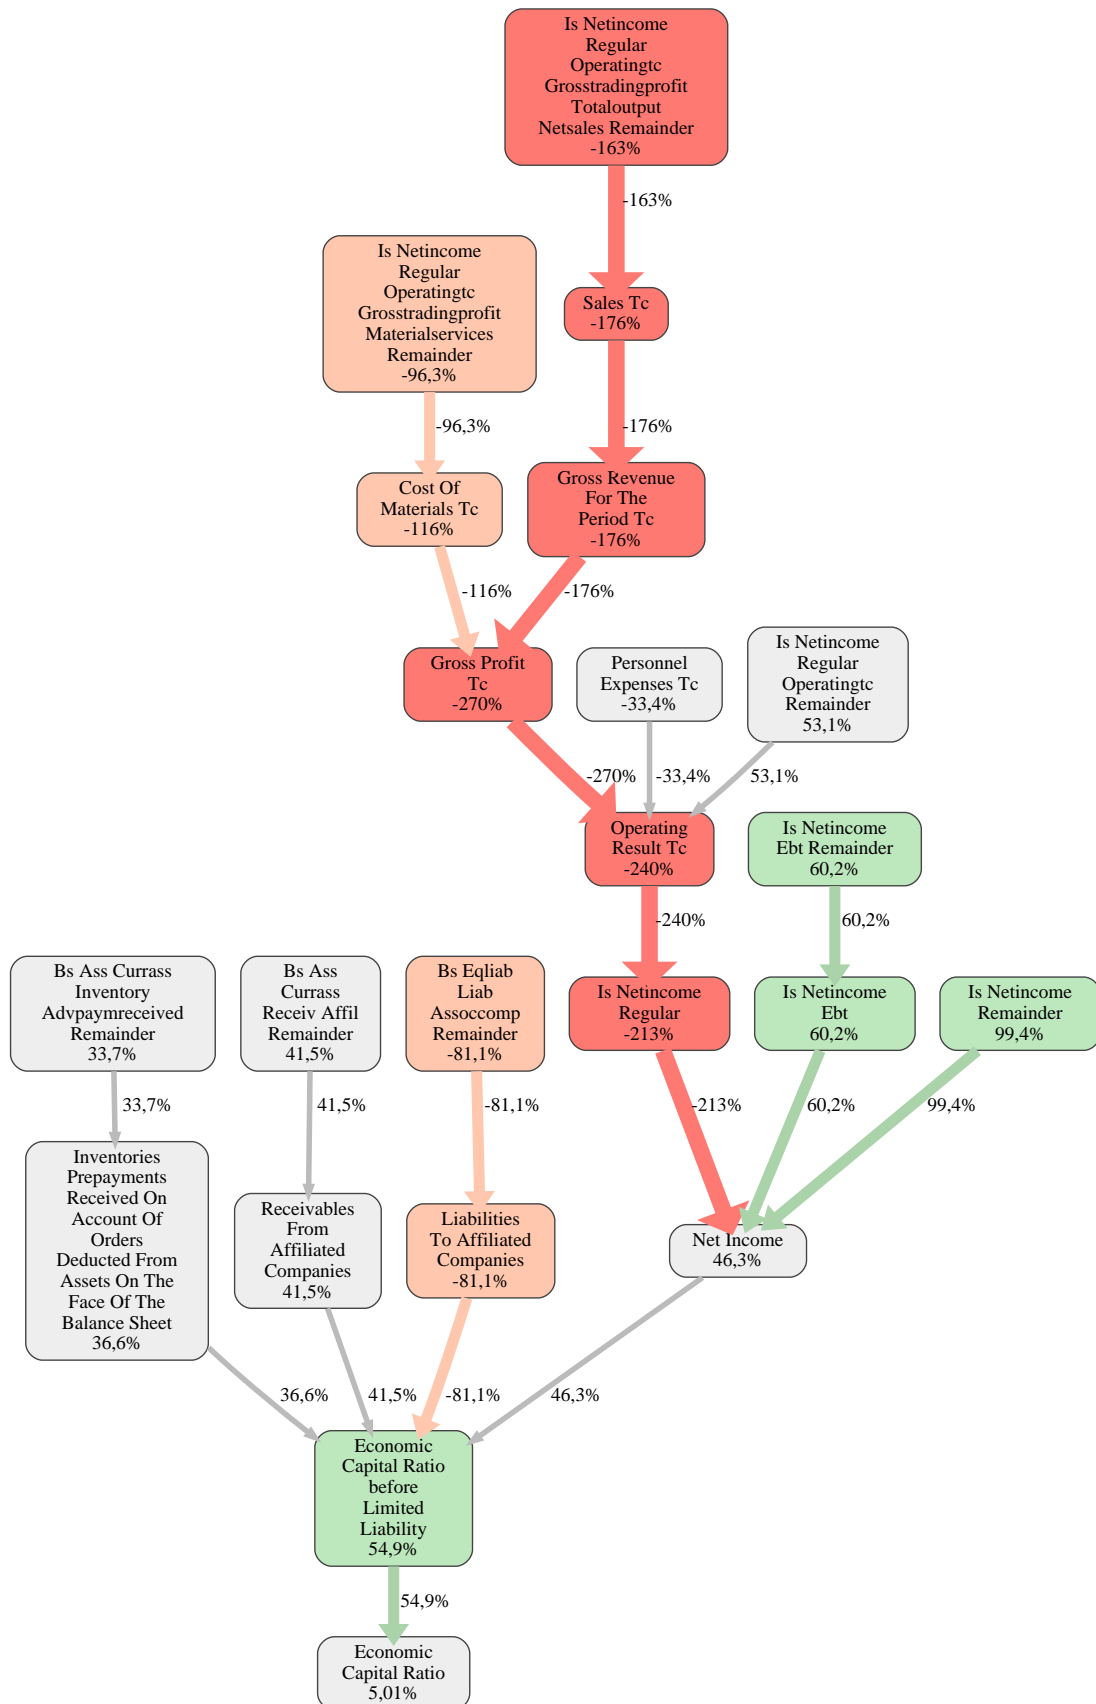 Is Netincome
Regular
Operatingtc
Grosstradingprofit
Totaloutput
Netsales Remainder
-163%
-163%
Is Netincome
Regular
Operatingtc
Grosstradingprofit
Materialservices
Remainder
-96,3%
Sales Tc
-176%
-96,3%
-176%
Cost Of
Materials Tc
-116%
Gross Revenue
For The
Period Tc
-176%
-116%
-176%
Gross Profit
Tc
-270%
Personnel
Expenses Tc
-33,4%
Is Netincome
Regular
Operatingtc
Remainder
53,1%
-270%
-33,4%
53,1%
Operating
Result Tc
-240%
Is Netincome
Ebt Remainder
60,2%
-240%
60,2%
Bs Ass Currass
Inventory
Advpaymreceived
Remainder
33,7%
Bs Ass
Currass
Receiv Affil
Remainder
41,5%
Bs Eqliab
Liab
Assoccomp
Remainder
-81,1%
Is Netincome
Regular
-213%
Is Netincome
Ebt
60,2%
Is Netincome
Remainder
99,4%
33,7%
41,5%
-81,1%
-213%
60,2%
99,4%
Inventories
Prepayments
Received On
Account Of
Orders
Deducted From
Assets On The
Face Of The
Balance Sheet
36,6%
Receivables
From
Affiliated
Companies
41,5%
Liabilities
To Affiliated
Companies
-81,1%
Net Income
46,3%
36,6%
41,5%
-81,1%
46,3%
Economic
Capital Ratio
before
Limited
Liability
54,9%
54,9%
Economic
Capital Ratio
5,01%